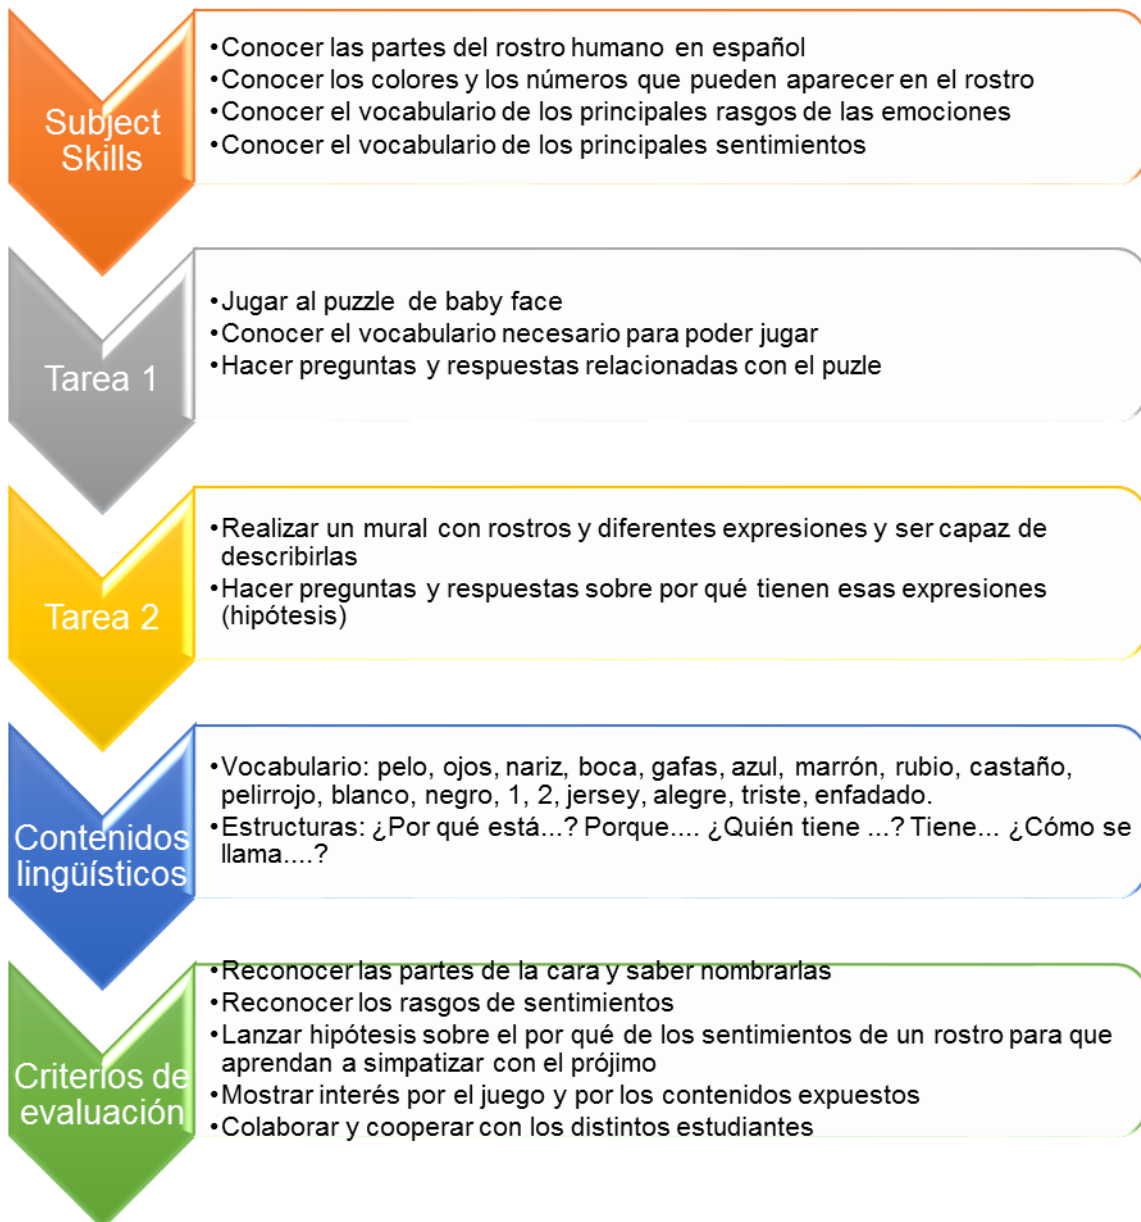 Subject
Skills
•Conocer las partes del rostro humano en español
•Conocer los colores y los números que pueden aparecer en el rostro
•Conocer el vocabulario de los principales rasgos de las emociones
•Conocer el vocabulario de los principales sentimientos
Tarea 1
•Jugar al puzzle de baby face
•Conocer el vocabulario necesario para poder jugar
•Hacer preguntas y respuestas relacionadas con el puzle
Tarea 2
•Realizar un mural con rostros y diferentes expresiones y ser capaz de
describirlas
•Hacer preguntas y respuestas sobre por qué tienen esas expresiones
(hipótesis)
Contenidos
lingüísticos
•Vocabulario: pelo, ojos, nariz, boca, gafas, azul, marrón, rubio, castaño,
pelirrojo, blanco, negro, 1, 2, jersey, alegre, triste, enfadado.
•Estructuras: ¿Por qué está...? Porque.... ¿Quién tiene ...? Tiene... ¿Cómo se
llama....?
Criterios de
evaluación
•Reconocer las partes de la cara y saber nombrarlas
•Reconocer los rasgos de sentimientos
•Lanzar hipótesis sobre el por qué de los sentimientos de un rostro para que
aprendan a simpatizar con el prójimo
•Mostrar interés por el juego y por los contenidos expuestos
•Colaborar y cooperar con los distintos estudiantes